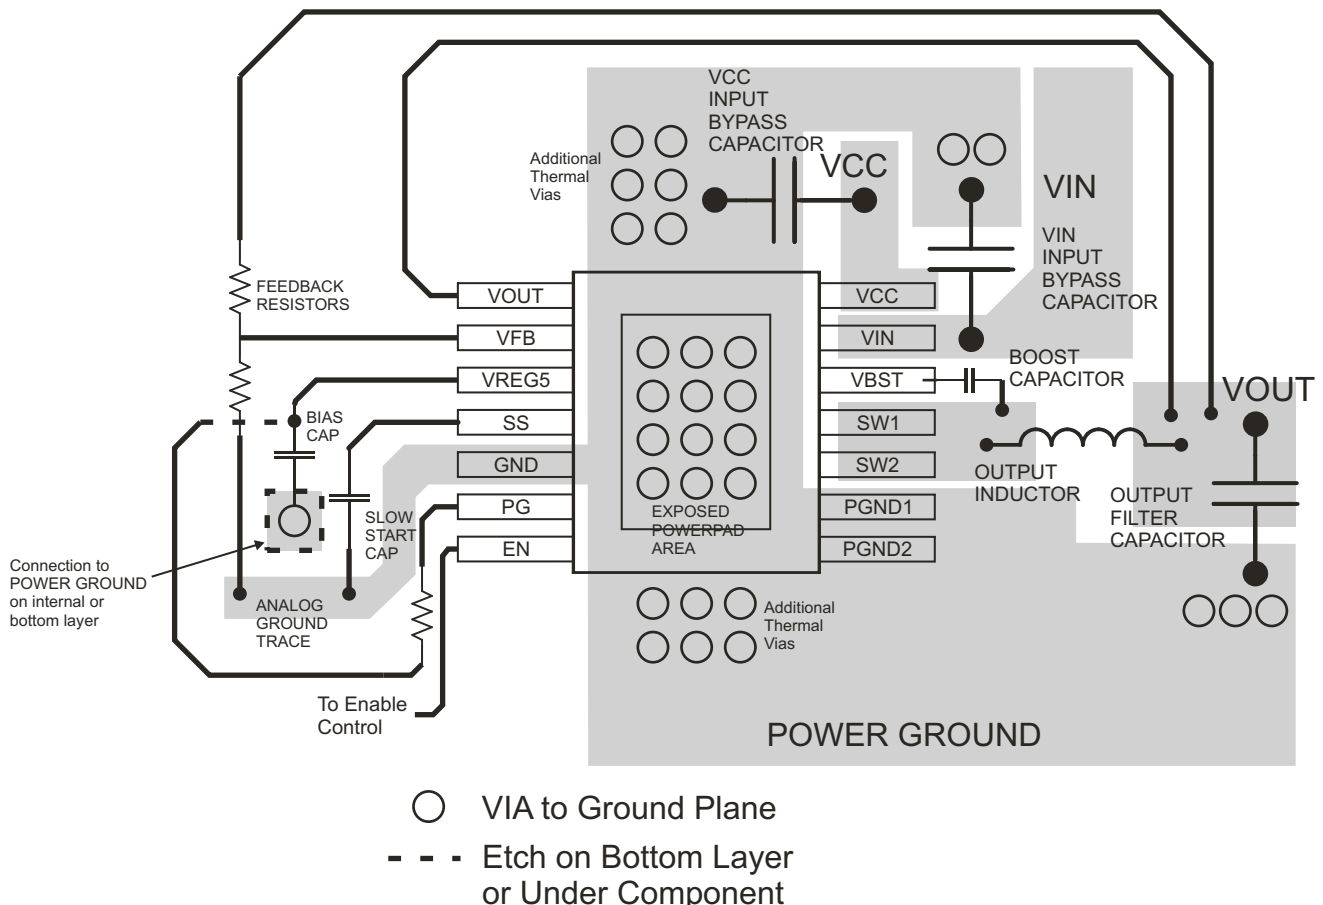 VCC
INPUT
BYPASS
CAPACITOR
Additional
Thermal
Vias
VCC
VIN
VIN
INPUT
BYPASS
CAPACITOR
FEEDBACK
RESISTORS
VOUT
VFB
VREG5
SS
GND
PG
EN
VCC
VIN
VBST
SW1
SW2
PGND1
PGND2
BOOST
CAPACITOR
VOUT
BIAS
CAP
OUTPUT
INDUCTOR
OUTPUT
FILTER
CAPACITOR
SLOW
START
CAP
EXPOSED
POWERPAD
AREA
Connection to
POWER GROUND
on internal or
bottom layer
ANALOG
GROUND
TRACE
Additional
Thermal
Vias
To Enable
Control
POWER GROUND
VIA to Ground Plane
Etch on Bottom Layer
or Under Component